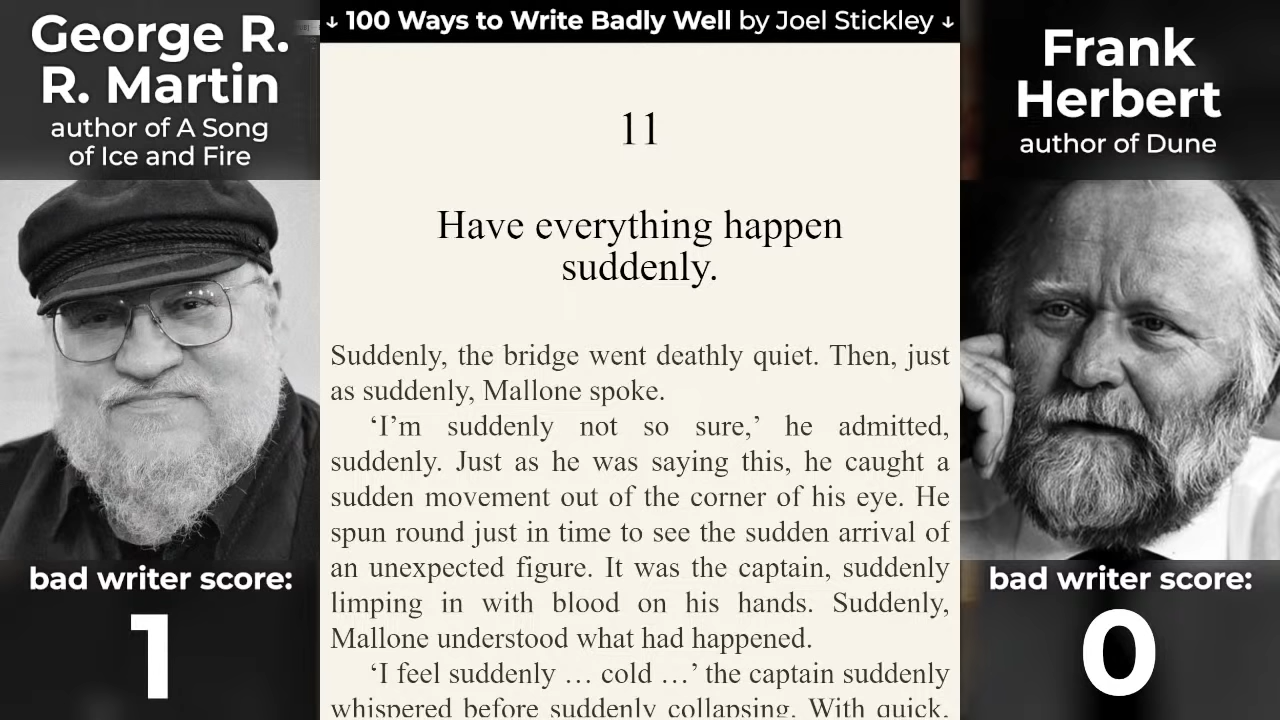 George R.
R. Martin
author of A Song
of Ice and Fire
bad writer score:
1
↓ 100 Ways to Write Badly Well by Joel Stickley ↓
11
Have everything happen
suddenly.
Suddenly, the bridge went deathly quiet. Then, just
as suddenly, Mallone spoke.
‘I’m suddenly not so sure,’ he admitted,
suddenly. Just as he was saying this, he caught a
sudden movement out of the corner of his eye. He
spun round just in time to see the sudden arrival of
an unexpected figure. It was the captain, suddenly
limping in with blood on his hands. Suddenly,
Mallone understood what had happened.
‘I feel suddenly … cold …’ the captain suddenly
whispered before suddenly collapsing. With quick,
Frank
Herbert
author of Dune
bad writer score:
0